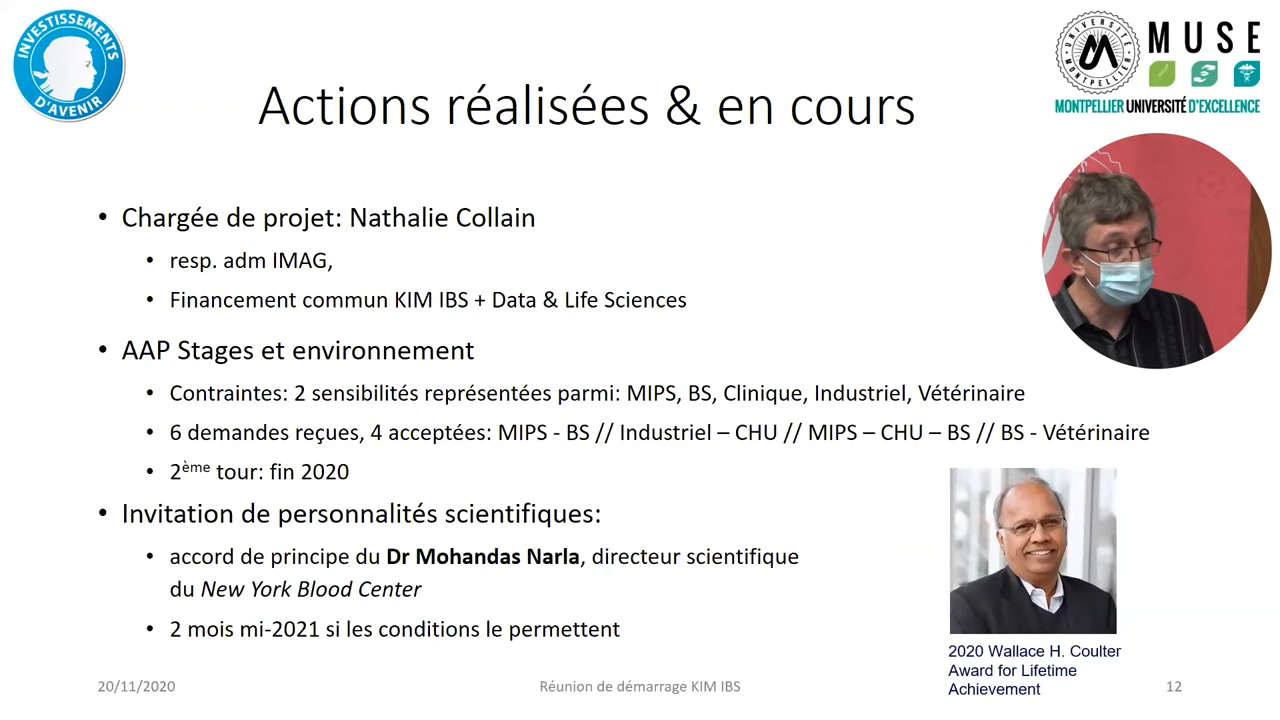 INVESTISSEMENTS
D'AVENIR
UNIVERSITÉ
MONTPELLIER
MUSE
MONTPELLIER UNIVERSITÉ D'EXCELLENCE
Actions réalisées & en cours
• Chargée de projet: Nathalie Collain
• resp. adm IMAG,
• Financement commun KIM IBS + Data & Life Sciences
• AAP Stages et environnement
• Contraintes: 2 sensibilités représentées parmi: MIPS, BS, Clinique, Industriel, Vétérinaire
• 6 demandes reçues, 4 acceptées: MIPS - BS // Industriel – CHU // MIPS – CHU – BS // BS - Vétérinaire
• 2ème tour: fin 2020
• Invitation de personnalités scientifiques:
• accord de principe du Dr Mohandas Narla, directeur scientifique
du New York Blood Center
• 2 mois mi-2021 si les conditions le permettent
2020 Wallace H. Coulter
Award for Lifetime
Achievement
20/11/2020
Réunion de démarrage KIM IBS
12